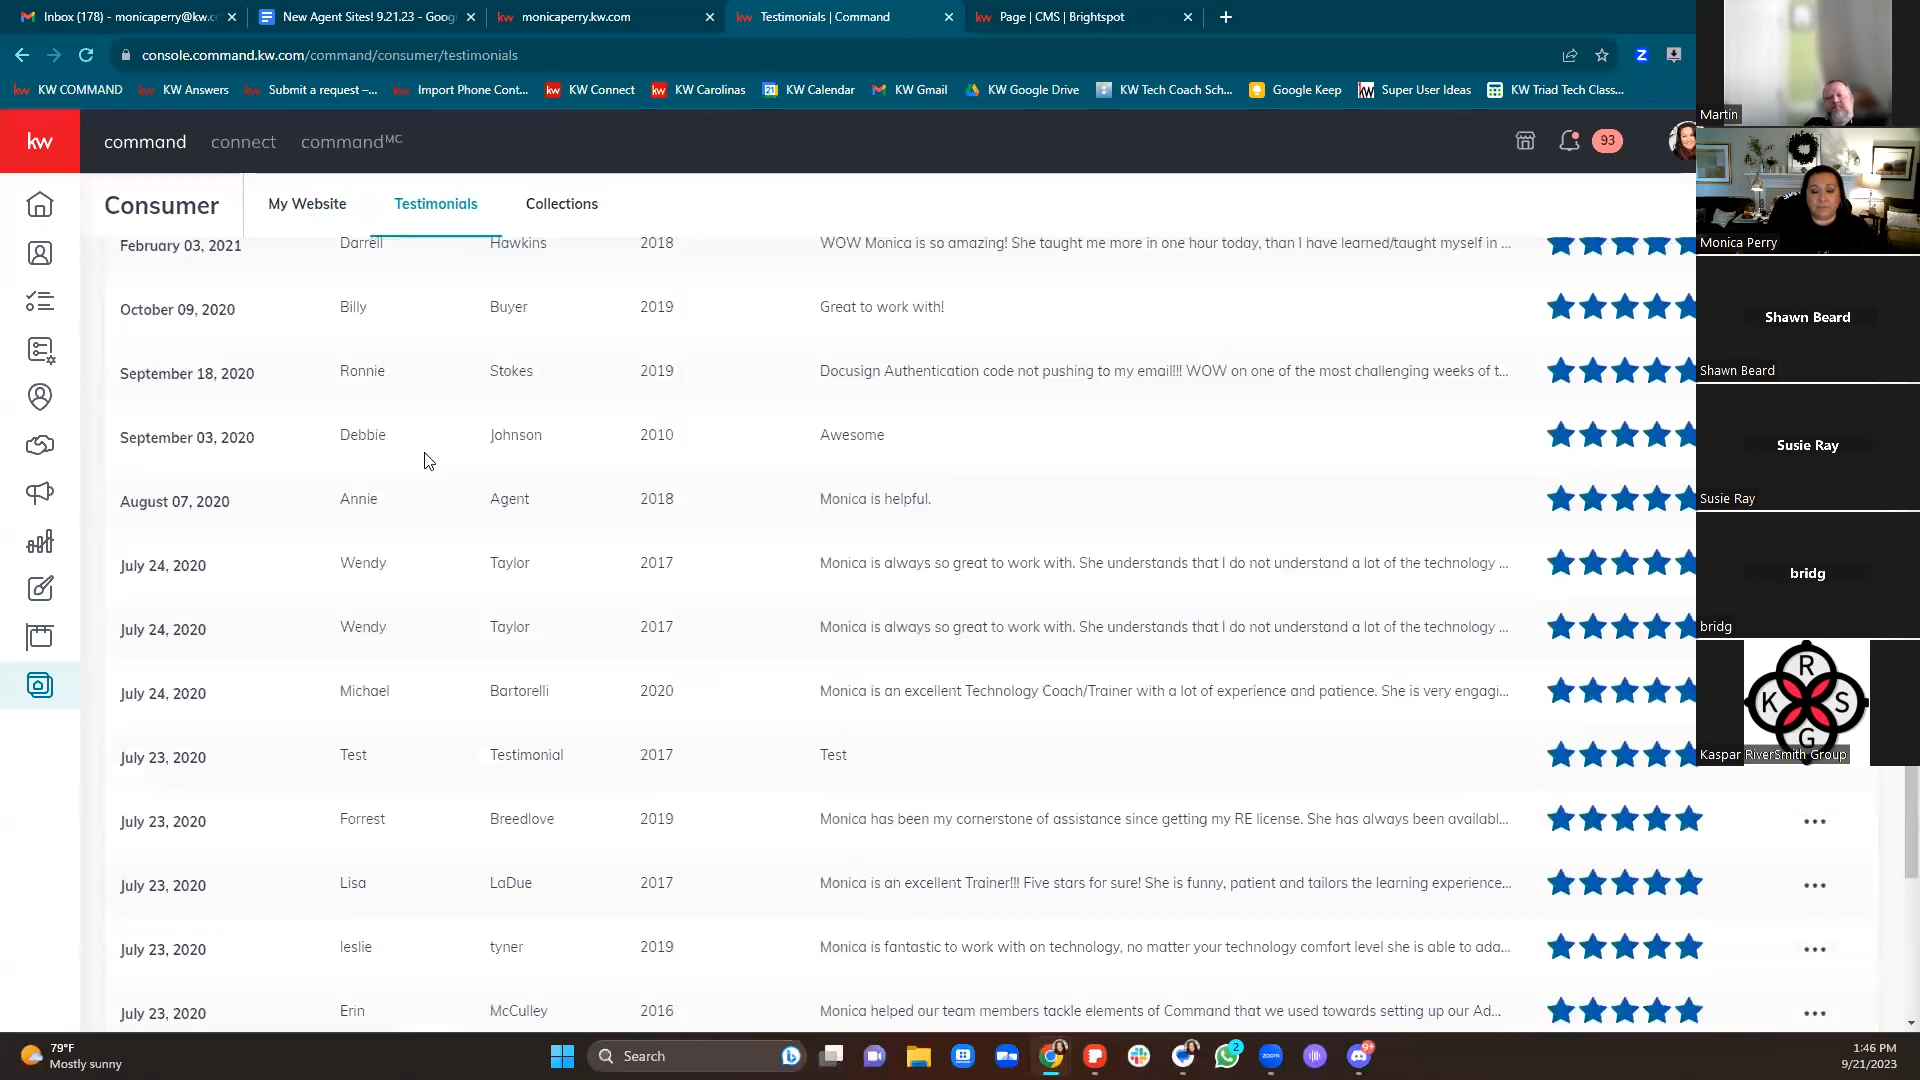 Inbox (178) - monicaperry@kw.c
New Agent Sites! 9.21.23 - Goog
kw monicaperry.kw.com
kw Testimonials | Command
kw Page | CMS | Brightspot
console.command.kw.com/command/consumer/testimonials
kw KW COMMAND
kw KW Answers
kw Submit a request –...
kw Import Phone Cont...
kw KW Connect
kw KW Carolinas
KW Calendar
KW Gmail
KW Google Drive
KW Tech Coach Sch...
Google Keep
kw Super User Ideas
KW Triad Tech Class...
kw
command
connect
commandMC
93
Consumer
My Website
Testimonials
Collections
February 03, 2021 Darrell Hawkins 2018 WOW Monica is so amazing! She taught me more in one hour today, than I have learned/taught myself in ...
October 09, 2020 Billy Buyer 2019 Great to work with!
September 18, 2020 Ronnie Stokes 2019 Docusign Authentication code not pushing to my email!!! WOW on one of the most challenging weeks of t...
September 03, 2020 Debbie Johnson 2010 Awesome
August 07, 2020 Annie Agent 2018 Monica is helpful.
July 24, 2020 Wendy Taylor 2017 Monica is always so great to work with. She understands that I do not understand a lot of the technology ...
July 24, 2020 Wendy Taylor 2017 Monica is always so great to work with. She understands that I do not understand a lot of the technology ...
July 24, 2020 Michael Bartorelli 2020 Monica is an excellent Technology Coach/Trainer with a lot of experience and patience. She is very engagi...
July 23, 2020 Test Testimonial 2017 Test
July 23, 2020 Forrest Breedlove 2019 Monica has been my cornerstone of assistance since getting my RE license. She has always been availabl...
July 23, 2020 Lisa LaDue 2017 Monica is an excellent Trainer!!! Five stars for sure! She is funny, patient and tailors the learning experience...
July 23, 2020 leslie tyner 2019 Monica is fantastic to work with on technology, no matter your technology comfort level she is able to ada...
July 23, 2020 Erin McCulley 2016 Monica helped our team members tackle elements of Command that we used towards setting up our Ad...
Martin
Monica Perry
Shawn Beard
Shawn Beard
Susie Ray
Susie Ray
bridg
bridg
R
K S
G
Kaspar RiverSmith Group
79°F
Mostly sunny
Search
zoom
2
9+
1:46 PM
9/21/2023